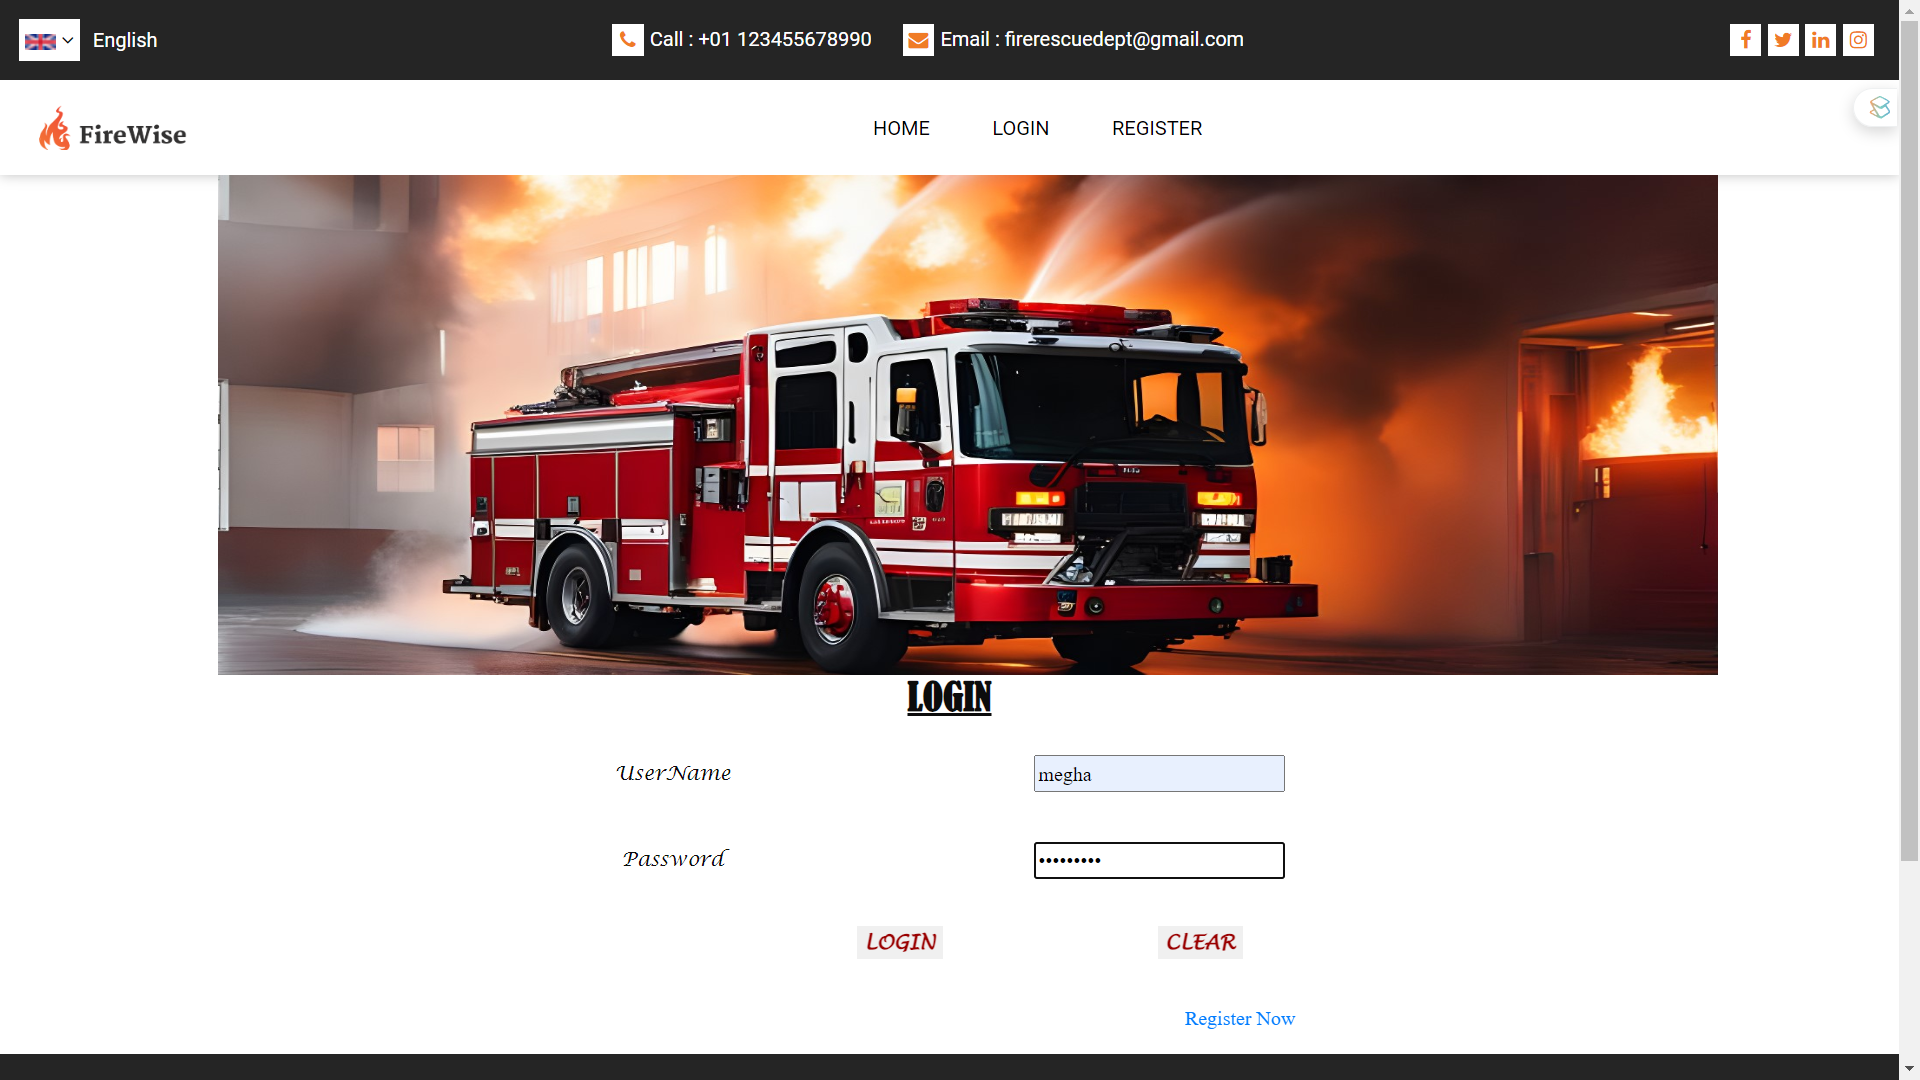 English
Call : +01 123455678990
Email : firerescuedept@gmail.com
FireWise
HOME
LOGIN
REGISTER
LOGIN
UserName
megha
Password
•••••••••
LOGIN
CLEAR
Register Now